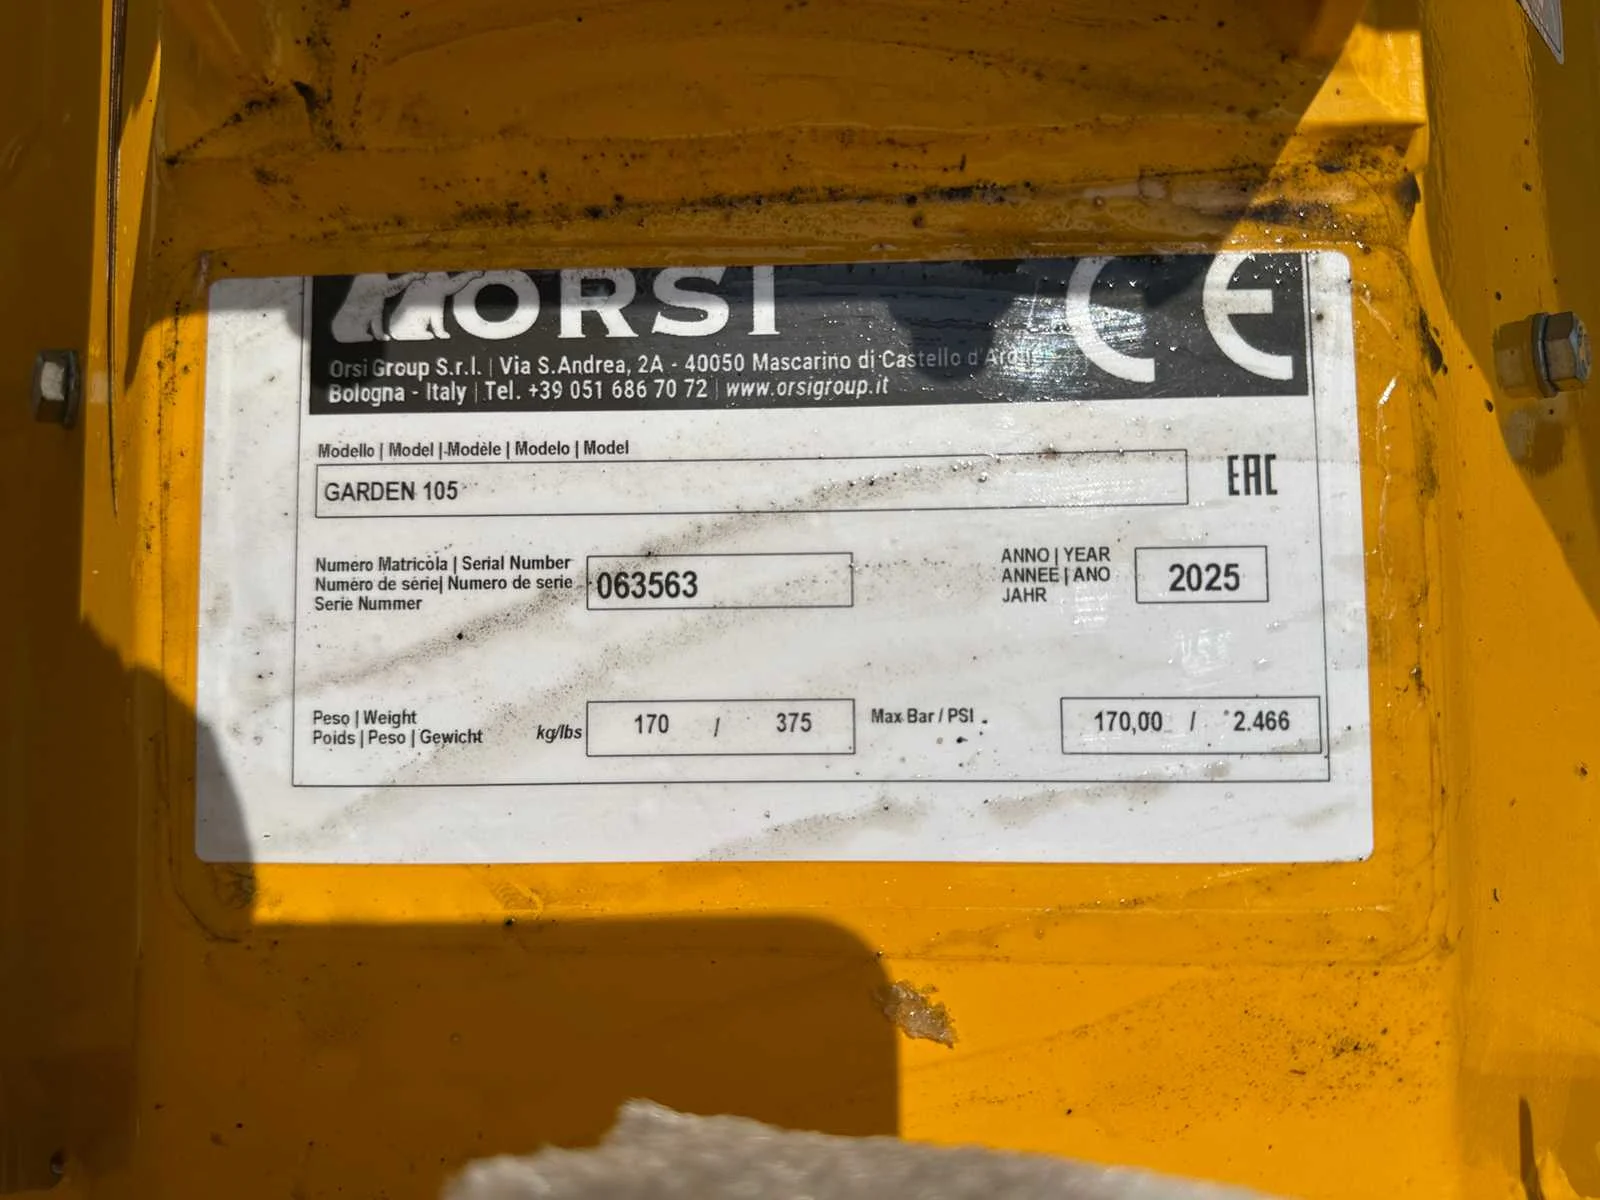 ORSI CE
Orsi Group S.r.l. | Via S.Andrea, 2A - 40050 Mascarino di Castello d'
Bologna - Italy | Tel. +39 051 686 70 72 | www.orsigroup.it
Modello | Model | Modèle | Modelo | Model
GARDEN 105
EAC
Numero Matricola | Serial Number
Numéro de série| Numero de serie
Serie Nummer
063563
ANNO | YEAR
ANNEE | ANO
JAHR
2025
Peso | Weight
Poids | Peso | Gewicht
kg/lbs
170 / 375
Max Bar / PSI
170,00 / 2.466